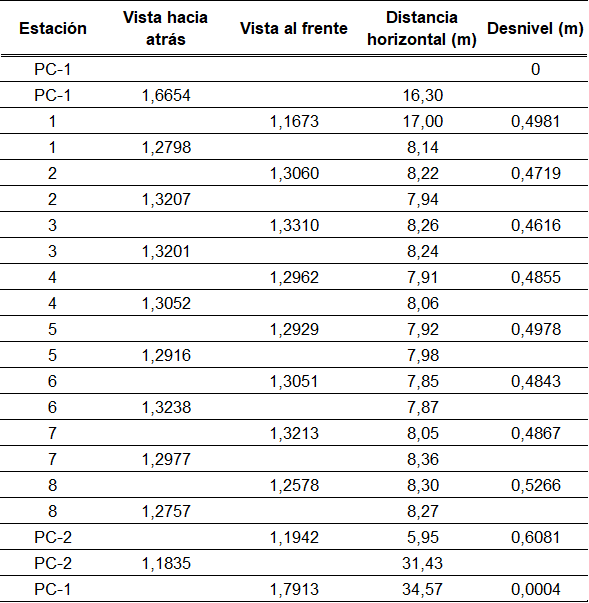 Estación Vista hacia atrás Vista al frente Distancia horizontal (m) Desnivel (m)
PC-1 0
PC-1 1,6654 16,30
1 1,1673 17,00 0,4981
1 1,2798 8,14
2 1,3060 8,22 0,4719
2 1,3207 7,94
3 1,3310 8,26 0,4616
3 1,3201 8,24
4 1,2962 7,91 0,4855
4 1,3052 8,06
5 1,2929 7,92 0,4978
5 1,2916 7,98
6 1,3051 7,85 0,4843
6 1,3238 7,87
7 1,3213 8,05 0,4867
7 1,2977 8,36
8 1,2578 8,30 0,5266
8 1,2757 8,27
PC-2 1,1942 5,95 0,6081
PC-2 1,1835 31,43
PC-1 1,7913 34,57 0,0004